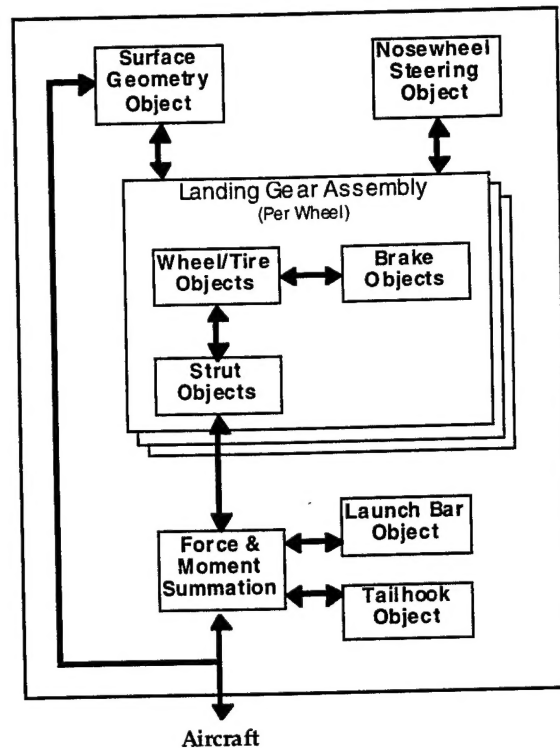 Surface
Geometry
Object
Nosewheel
Steering
Object
Landing Gear Assembly
(Per Wheel)
Wheel/Tire
Objects
Brake
Objects
Strut
Objects
Force &
Moment
Summation
Launch Bar
Object
Tailhook
Object
Aircraft